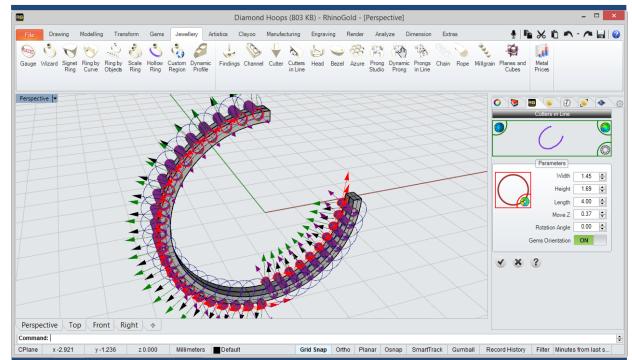 RG
Diamond Hoops (803 KB) - RhinoGold - [Perspective]
File Drawing Modelling Transform Gems Jewellery Artistics Clayoo Manufacturing Engraving Render Analyze Dimension Extras
Gauge Wizard Signet Ring Ring by Curve Ring by Objects Scale Ring Hollow Ring Custom Region Dynamic Profile Findings Channel Cutter Cutters in Line Head Bezel Azure Prong Studio Dynamic Prong Prongs in Line Chain Rope Millgrain Planes and Cubes Metal Prices
Perspective
Cutters in Line
Parameters
Width 1.45
Height 1.69
Length 4.00
Move Z 0.37
Rotation Angle 0.00
Gems Orientation ON
Perspective Top Front Right
Command:
CPlane x -2.921 y -1.236 z 0.000 Millimeters Default Grid Snap Ortho Planar Osnap SmartTrack Gumball Record History Filter Minutes from last s...